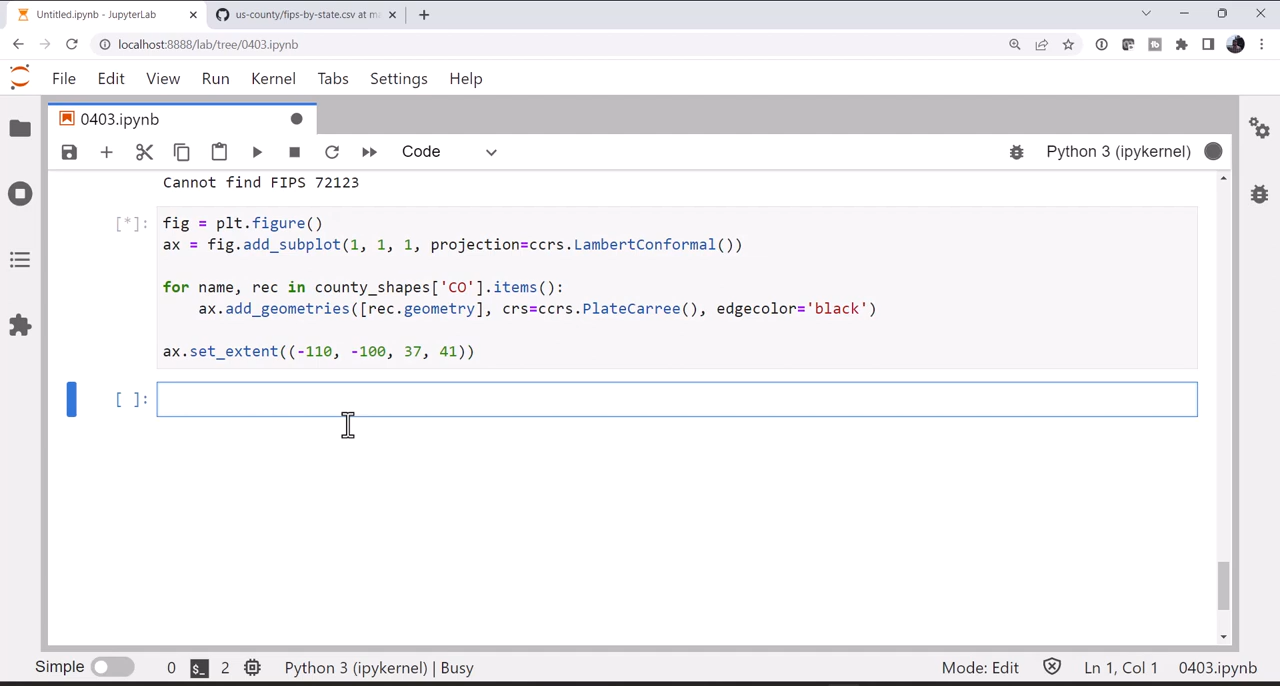 Untitled.ipynb - JupyterLab
us-county/fips-by-state.csv at ma
localhost:8888/lab/tree/0403.ipynb
File Edit View Run Kernel Tabs Settings Help
0403.ipynb
Code
Python 3 (ipykernel)
Cannot find FIPS 72123
[*]:
fig = plt.figure()
ax = fig.add_subplot(1, 1, 1, projection=ccrs.LambertConformal())
for name, rec in county_shapes['CO'].items():
ax.add_geometries([rec.geometry], crs=ccrs.PlateCarree(), edgecolor='black')
ax.set_extent((-110, -100, 37, 41))
[ ]:
Simple 0 $_ 2 Python 3 (ipykernel) | Busy Mode: Edit Ln 1, Col 1 0403.ipynb